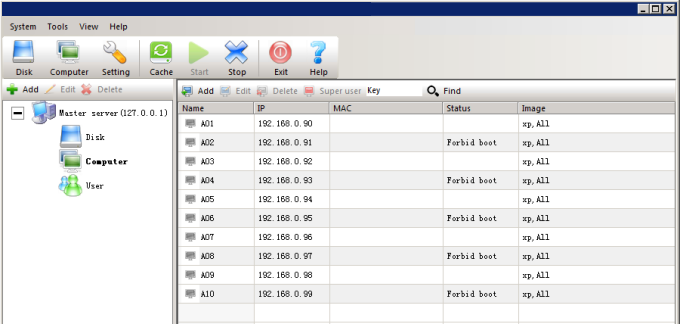 System Tools View Help
Disk Computer Setting Cache Start Stop Exit Help
Add Edit Delete
Add Edit Delete Super user Key Find
Master server(127.0.0.1)
Disk
Computer
User
Name IP MAC Status Image
A01 192.168.0.90 xp,All
A02 192.168.0.91 Forbid boot xp,All
A03 192.168.0.92 xp,All
A04 192.168.0.93 Forbid boot xp,All
A05 192.168.0.94 xp,All
A06 192.168.0.95 Forbid boot xp,All
A07 192.168.0.96 xp,All
A08 192.168.0.97 Forbid boot xp,All
A09 192.168.0.98 xp,All
A10 192.168.0.99 Forbid boot xp,All